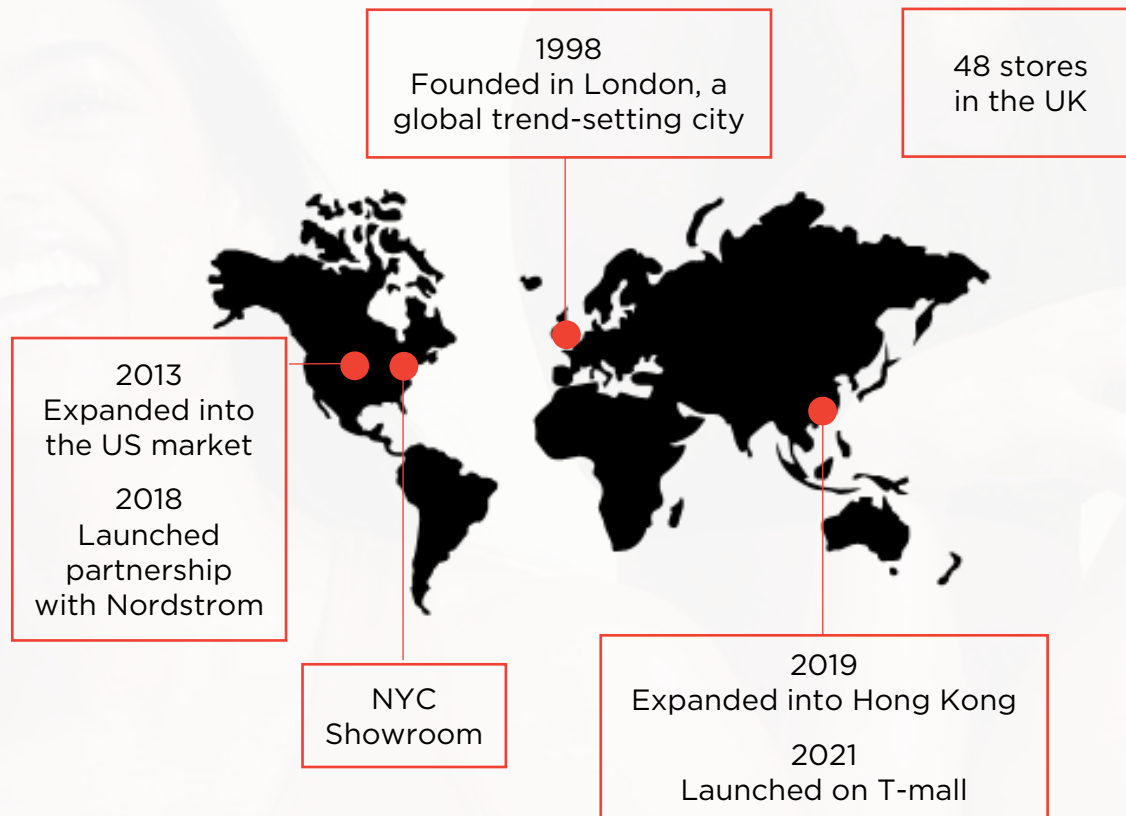 1998
Founded in London, a
global trend-setting city
48 stores
in the UK
2013
Expanded into
the US market
2018
Launched
partnership
with Nordstrom
NYC
Showroom
2019
Expanded into Hong Kong
2021
Launched on T-mall